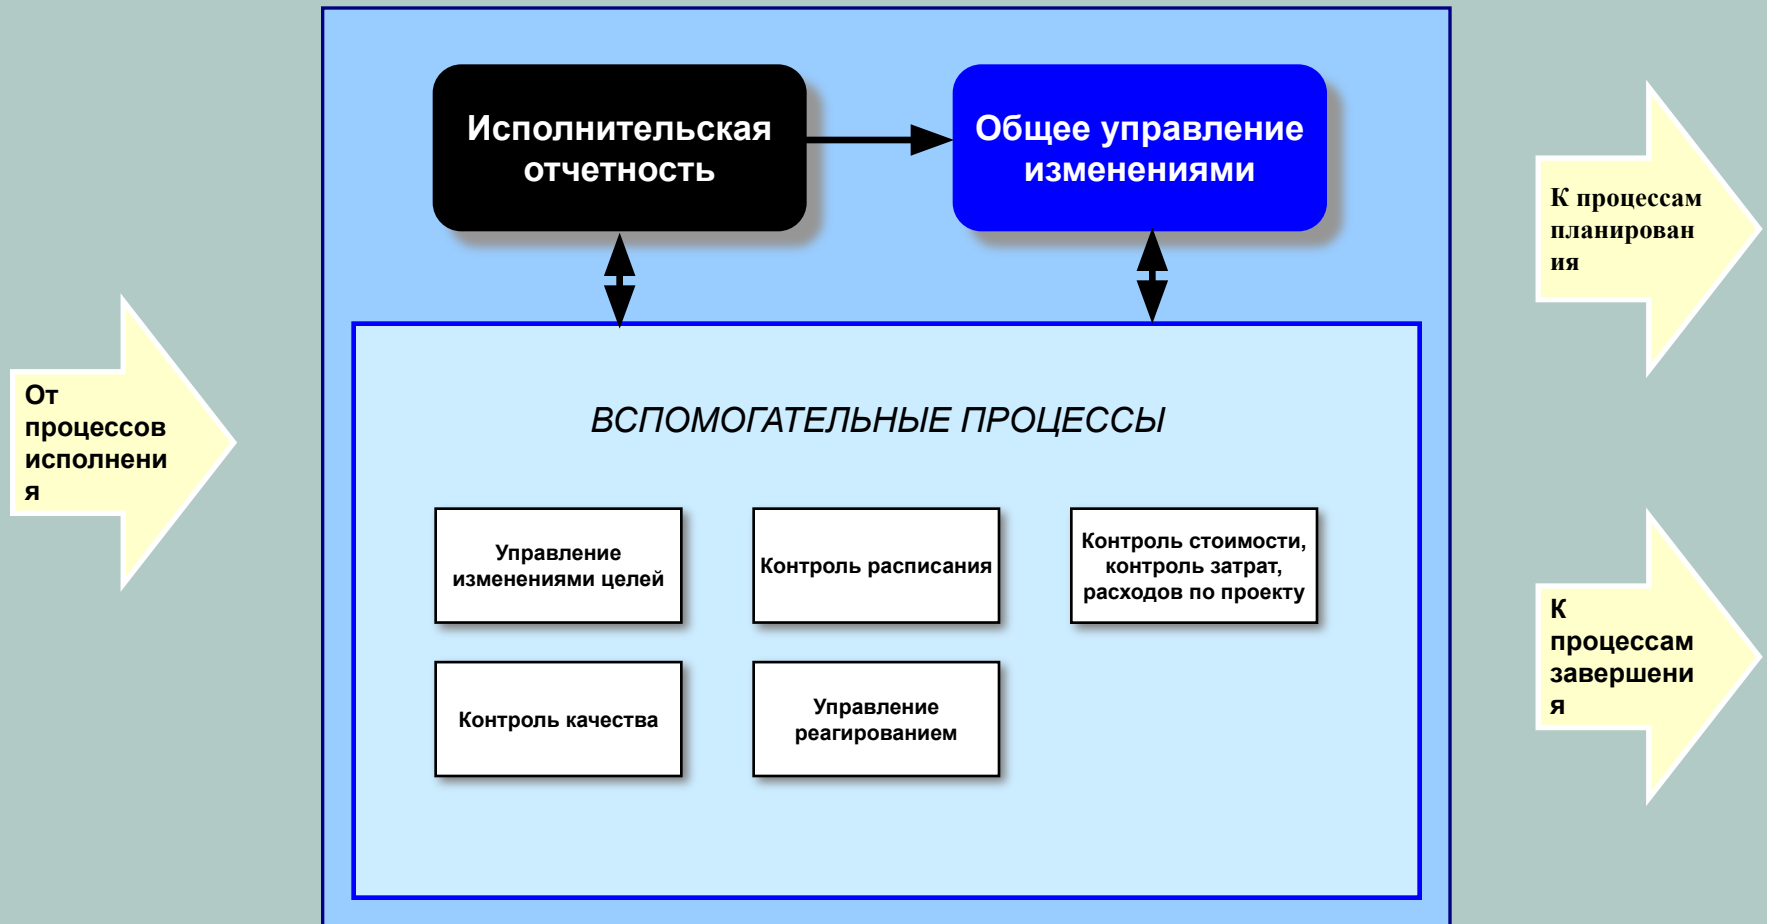 Исполнительская
отчетность
Общее управление
изменениями
К процессам
планирован
ия
От
процессов
исполнени
я
ВСПОМОГАТЕЛЬНЫЕ ПРОЦЕССЫ
Управление
изменениями целей
Контроль расписания
Контроль стоимости,
контроль затрат,
расходов по проекту
Контроль качества
Управление
реагированием
К
процессам
завершени
я